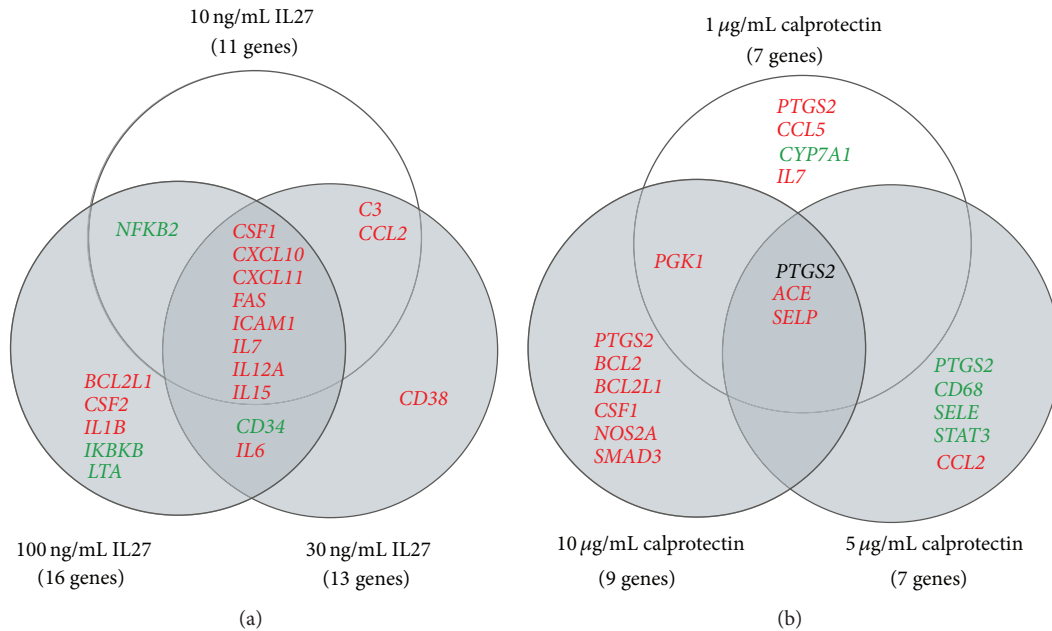 10 ng/mL IL27
(11 genes)
NFKB2
C3
CCL2
CSF1
CXCL10
CXCL11
FAS
ICAM1
IL7
IL12A
IL15
BCL2L1
CSF2
IL1B
IKBKB
LTA
CD34
IL6
CD38
100 ng/mL IL27
(16 genes)
30 ng/mL IL27
(13 genes)
(a)
1 µg/mL calprotectin
(7 genes)
PTGS2
CCL5
CYP7A1
IL7
PGK1
PTGS2
ACE
SELP
PTGS2
BCL2
BCL2L1
CSF1
NOS2A
SMAD3
PTGS2
CD68
SELE
STAT3
CCL2
10 µg/mL calprotectin
(9 genes)
5 µg/mL calprotectin
(7 genes)
(b)